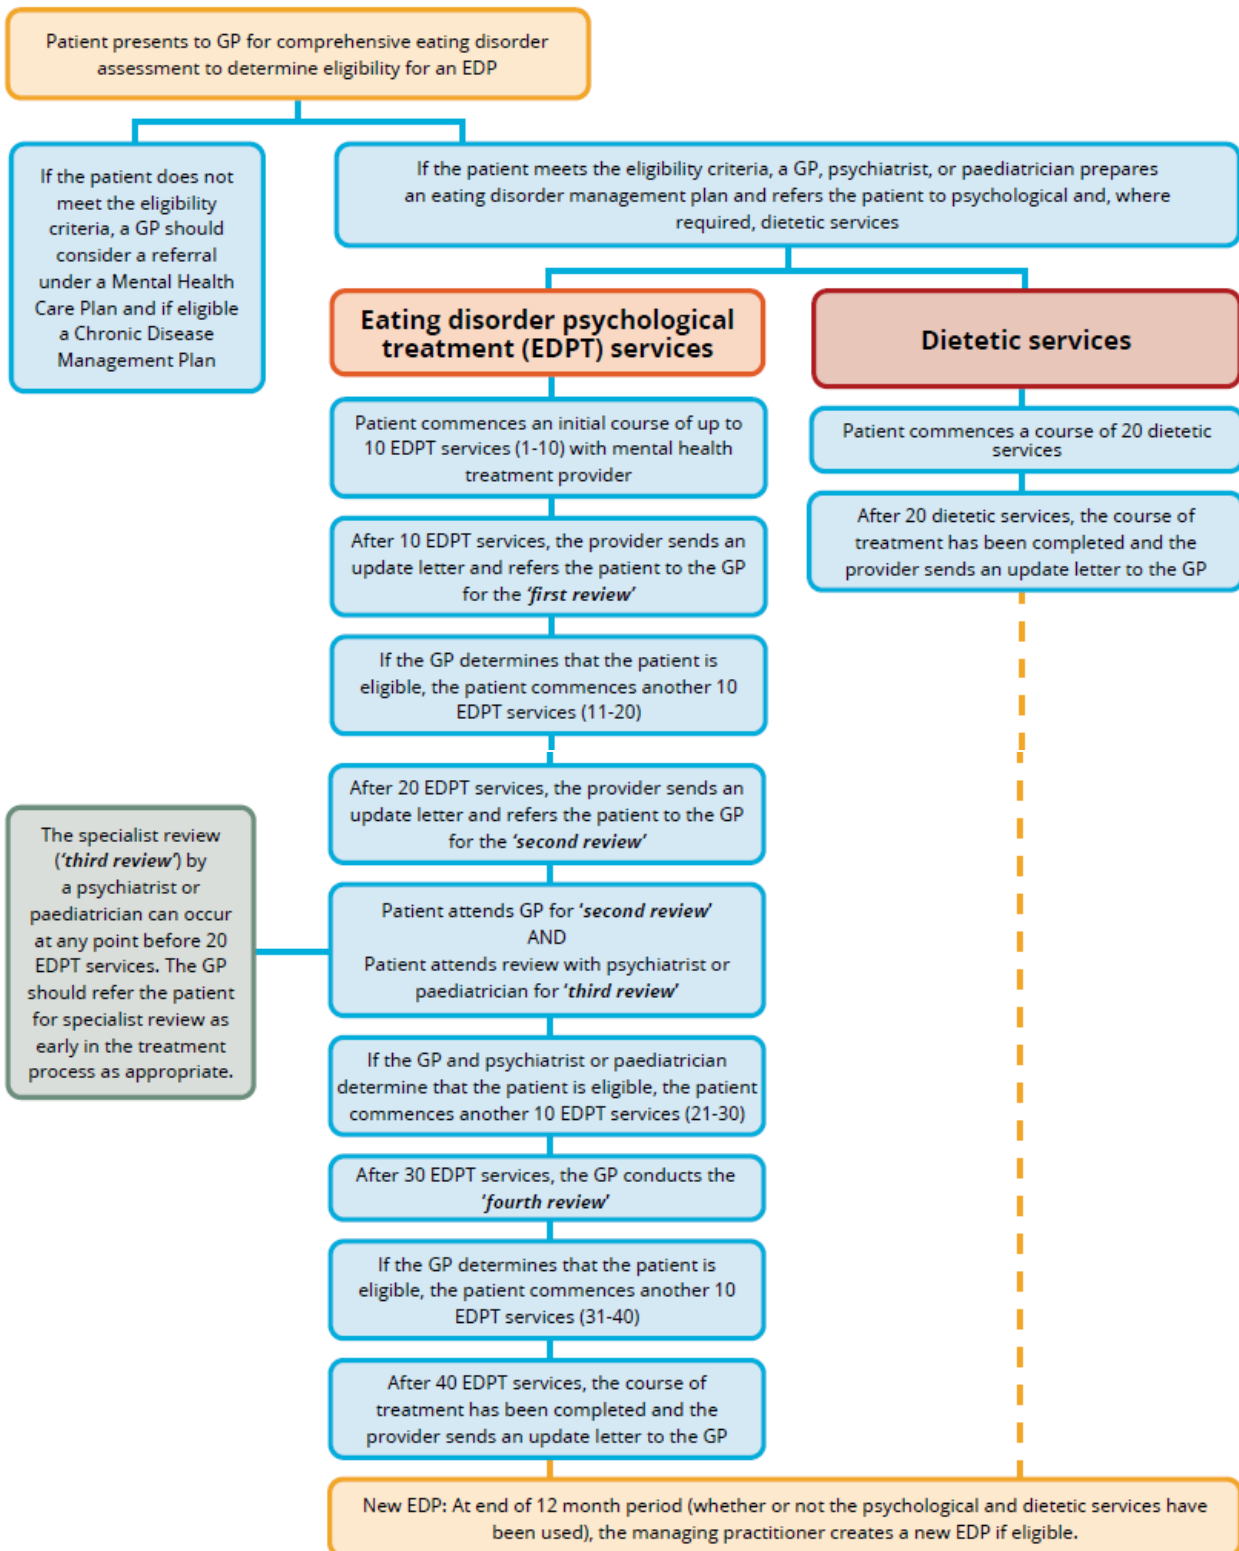 Patient presents to GP for comprehensive eating disorder
assessment to determine eligibility for an EDP
If the patient does not
meet the eligibility
criteria, a GP should
consider a referral
under a Mental Health
Care Plan and if eligible
a Chronic Disease
Management Plan
If the patient meets the eligibility criteria, a GP, psychiatrist, or paediatrician prepares
an eating disorder management plan and refers the patient to psychological and, where
required, dietetic services
Eating disorder psychological
treatment (EDPT) services
Patient commences an initial course of up to
10 EDPT services (1-10) with mental health
treatment provider
After 10 EDPT services, the provider sends an
update letter and refers the patient to the GP
for the ‘first review’
If the GP determines that the patient is
eligible, the patient commences another 10
EDPT services (11-20)
After 20 EDPT services, the provider sends an
update letter and refers the patient to the GP
for the ‘second review’
The specialist review
(‘third review’) by
a psychiatrist or
paediatrician can occur
at any point before 20
EDPT services. The GP
should refer the patient
for specialist review as
early in the treatment
process as appropriate.
Patient attends GP for ‘second review’
AND
Patient attends review with psychiatrist or
paediatrician for ‘third review’
If the GP and psychiatrist or paediatrician
determine that the patient is eligible, the patient
commences another 10 EDPT services (21-30)
After 30 EDPT services, the GP conducts the
‘fourth review’
If the GP determines that the patient is
eligible, the patient commences another 10
EDPT services (31-40)
After 40 EDPT services, the course of
treatment has been completed and the
provider sends an update letter to the GP
Dietetic services
Patient commences a course of 20 dietetic
services
After 20 dietetic services, the course of
treatment has been completed and the
provider sends an update letter to the GP
New EDP: At end of 12 month period (whether or not the psychological and dietetic services have
been used), the managing practitioner creates a new EDP if eligible.